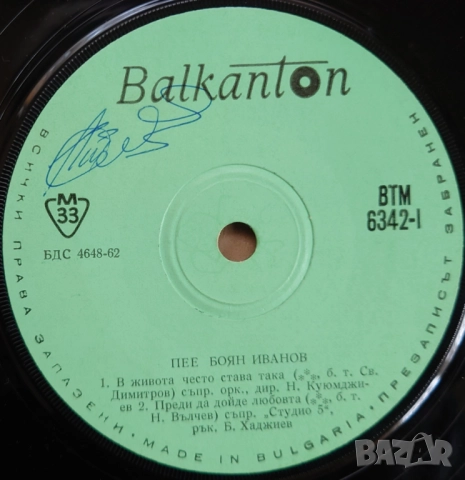 Balkanton
M
33
БДС 4648-62
ВТМ
6342-I
ПЕЕ БОЯН ИВАНОВ
1. В живота често става така (⁂, б. т. Св.
Димитров) съпр. орк., дир. Н. Куюмджи-
ев 2. Преди да дойде любовта (⁂, б. т.
Н. Вълчев) съпр. „Студио 5“,
рък. Б. Хаджиев
ВСИЧКИ ПРАВА ЗАПАЗЕНИ • MADE IN BULGARIA • ПРЕЗАПИСЪТ ЗАБРАНЕН
BAZAR